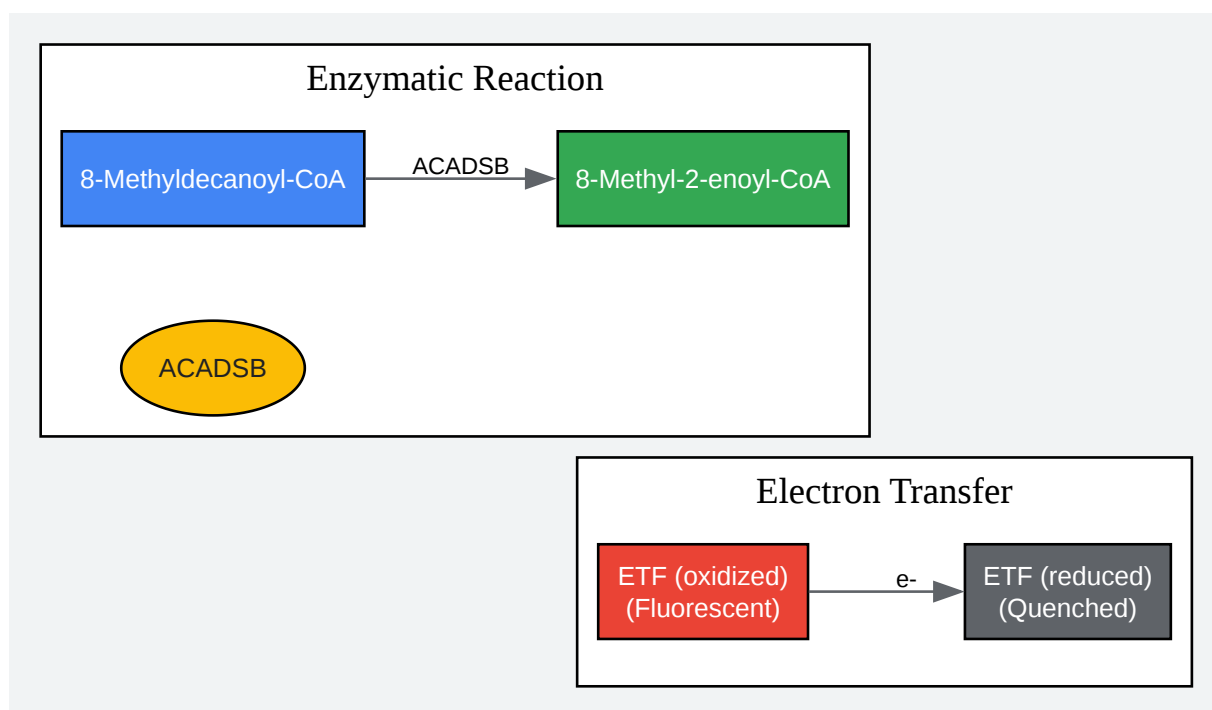 Enzymatic Reaction
8-Methyldecanoyl-CoA
ACADSB
8-Methyl-2-enoyl-CoA
ACADSB
Electron Transfer
ETF (oxidized)
(Fluorescent)
e-
ETF (reduced)
(Quenched)